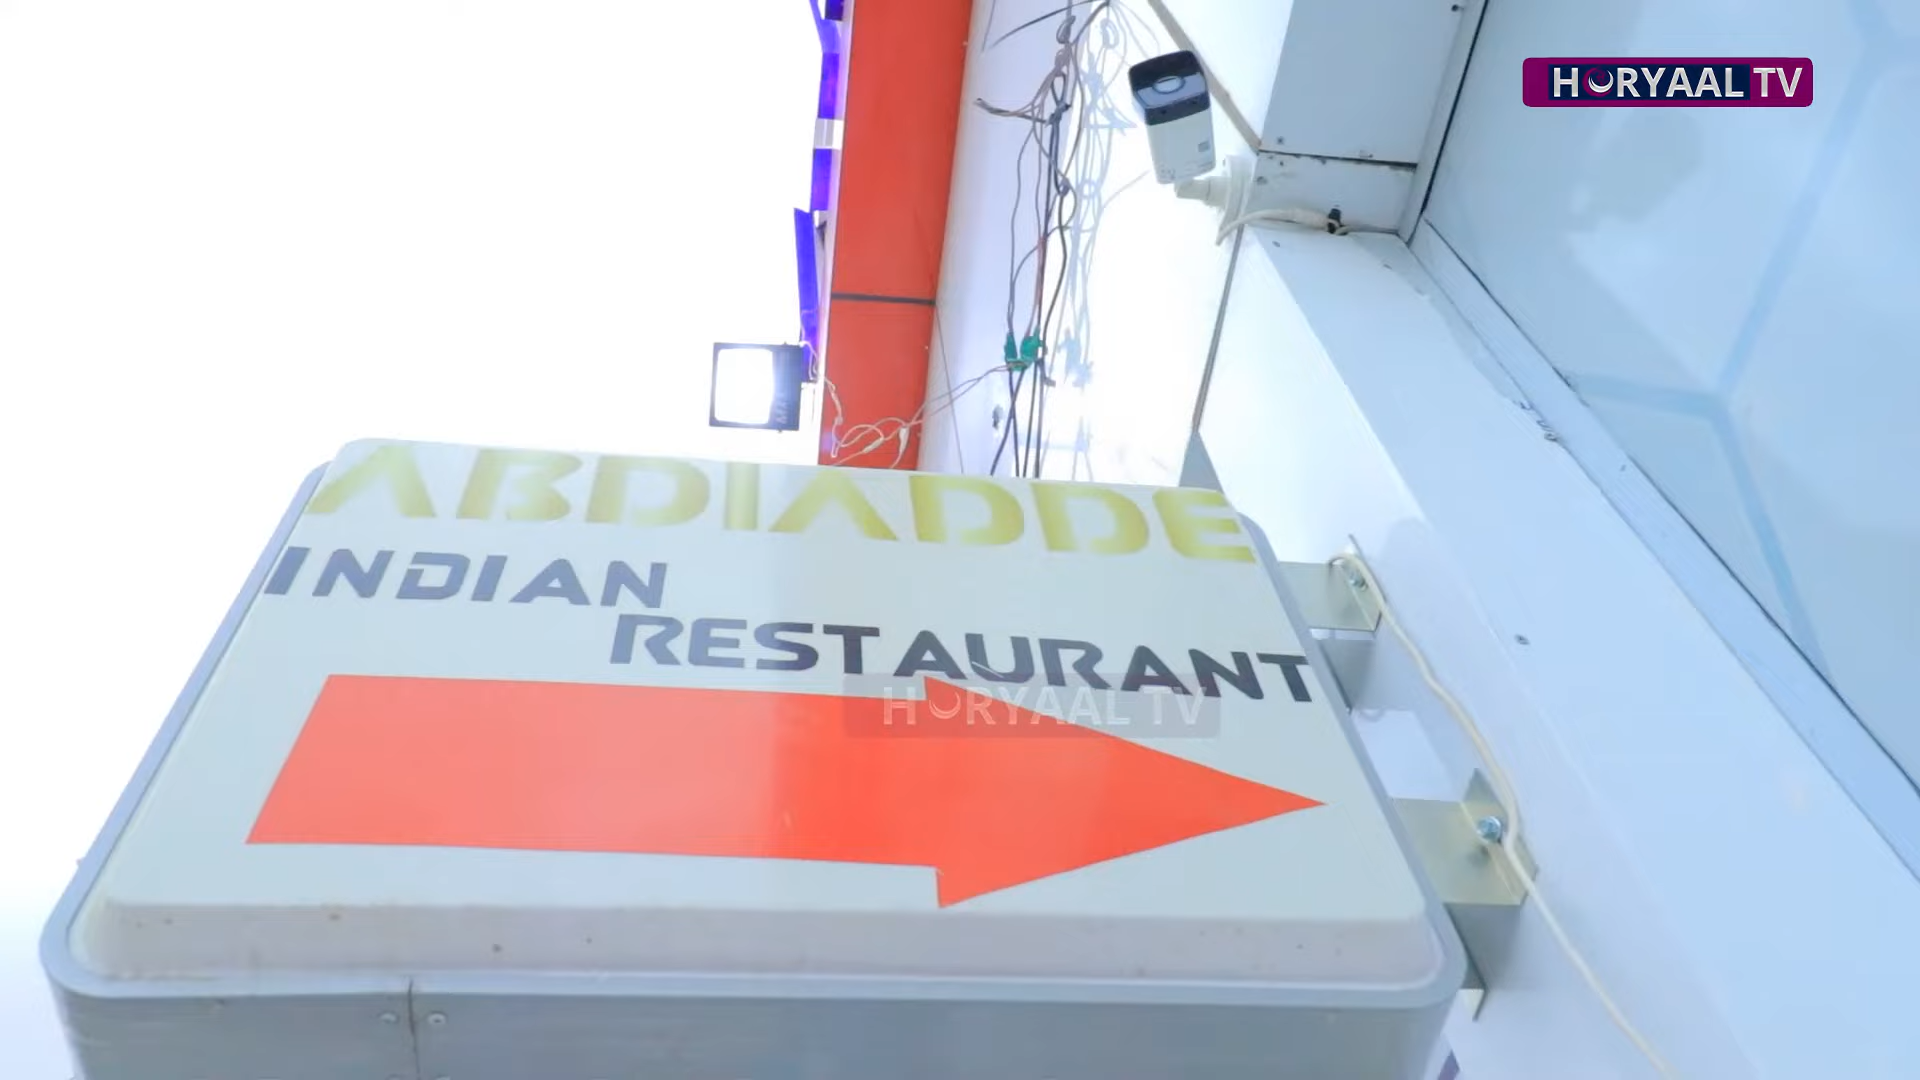 HORYAAL TV
ABDIADDE
INDIAN
RESTAURANT
HORYAAL TV